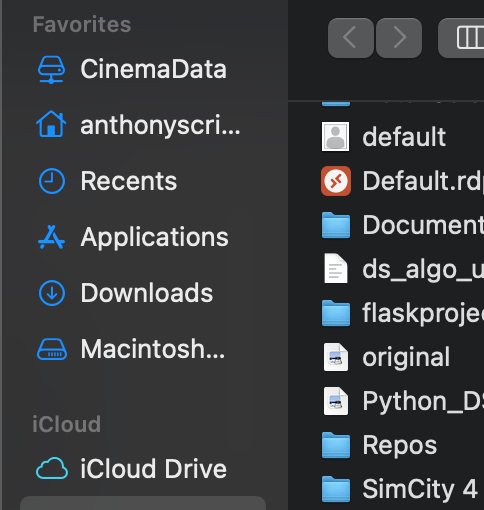 Favorites
CinemaData
anthonyscri...
Recents
Applications
Downloads
Macintosh...
iCloud
iCloud Drive
default
Default.rdp
Document
ds_algo_u
flaskproje
original
Python_DS
Repos
SimCity 4